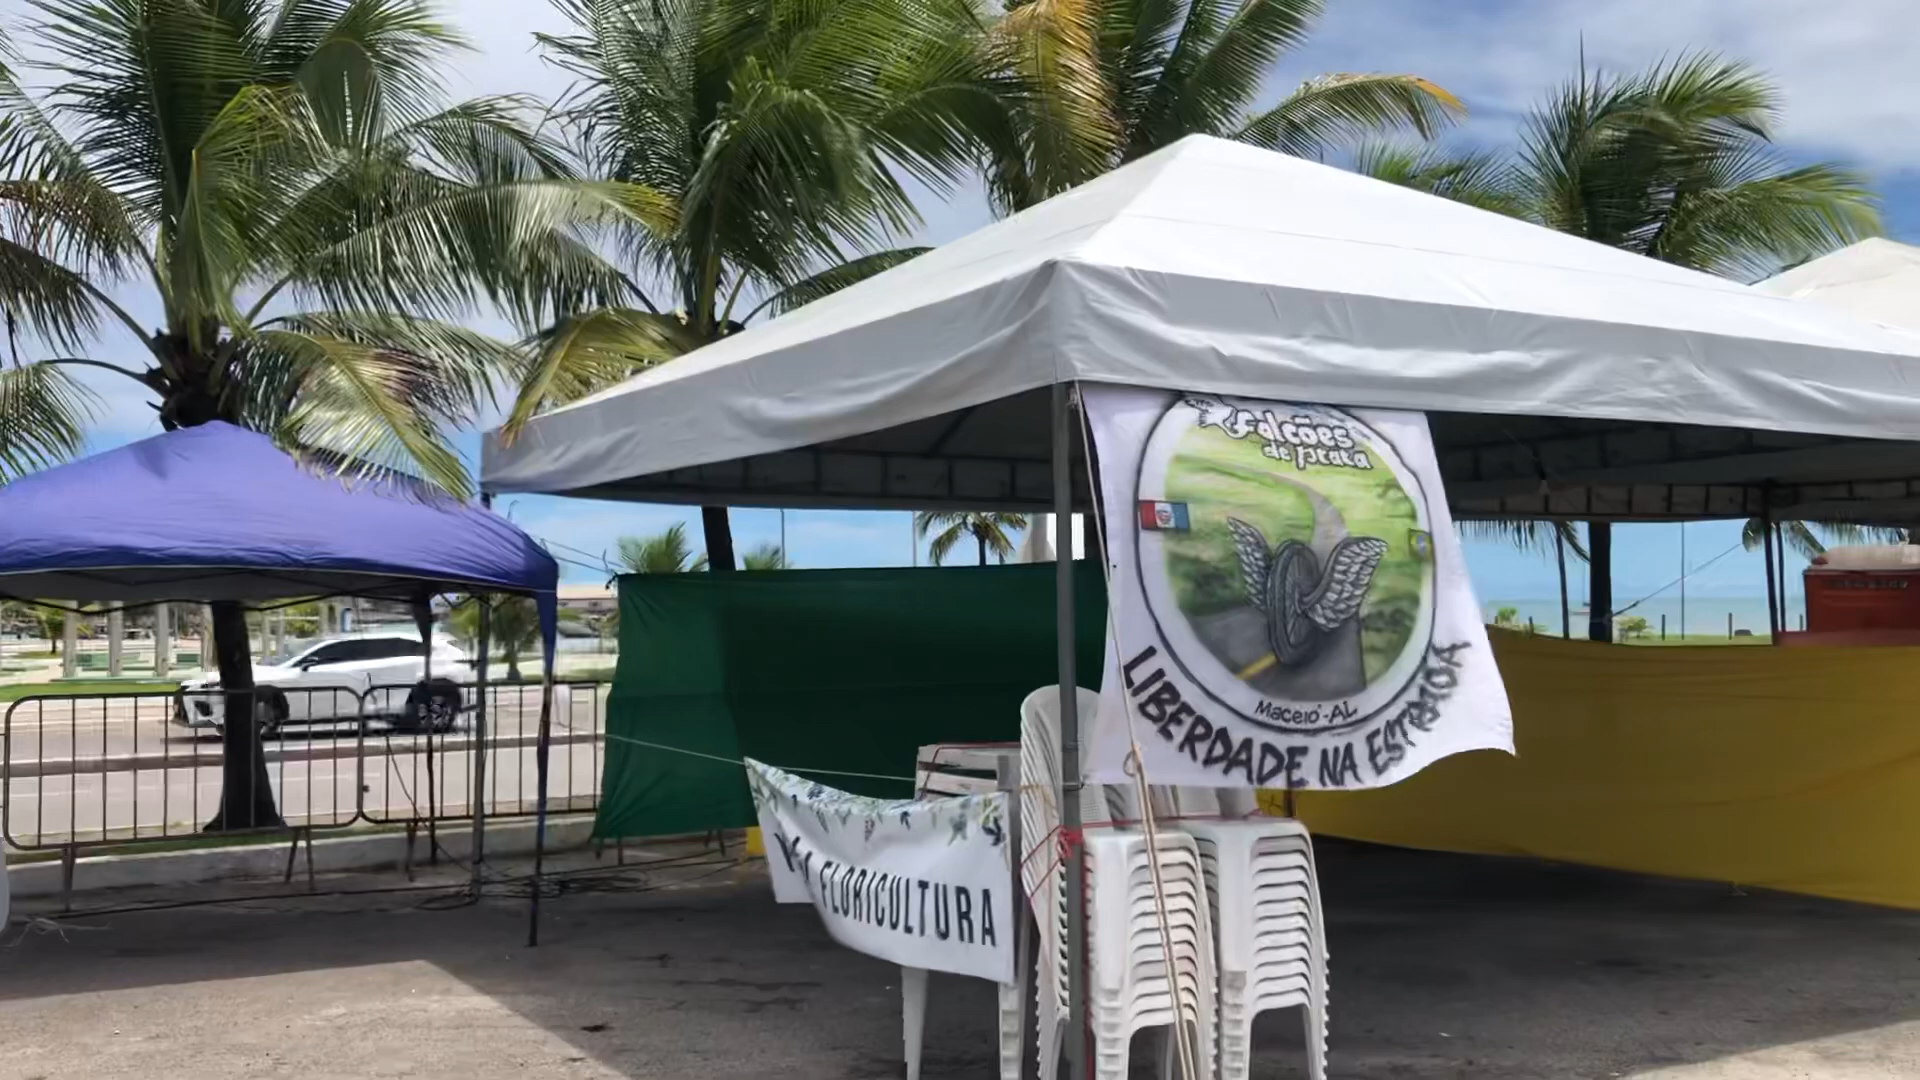 Falcões
de prata
Maceió-AL
LIBERDADE NA ESTRADA
FLORICULTURA